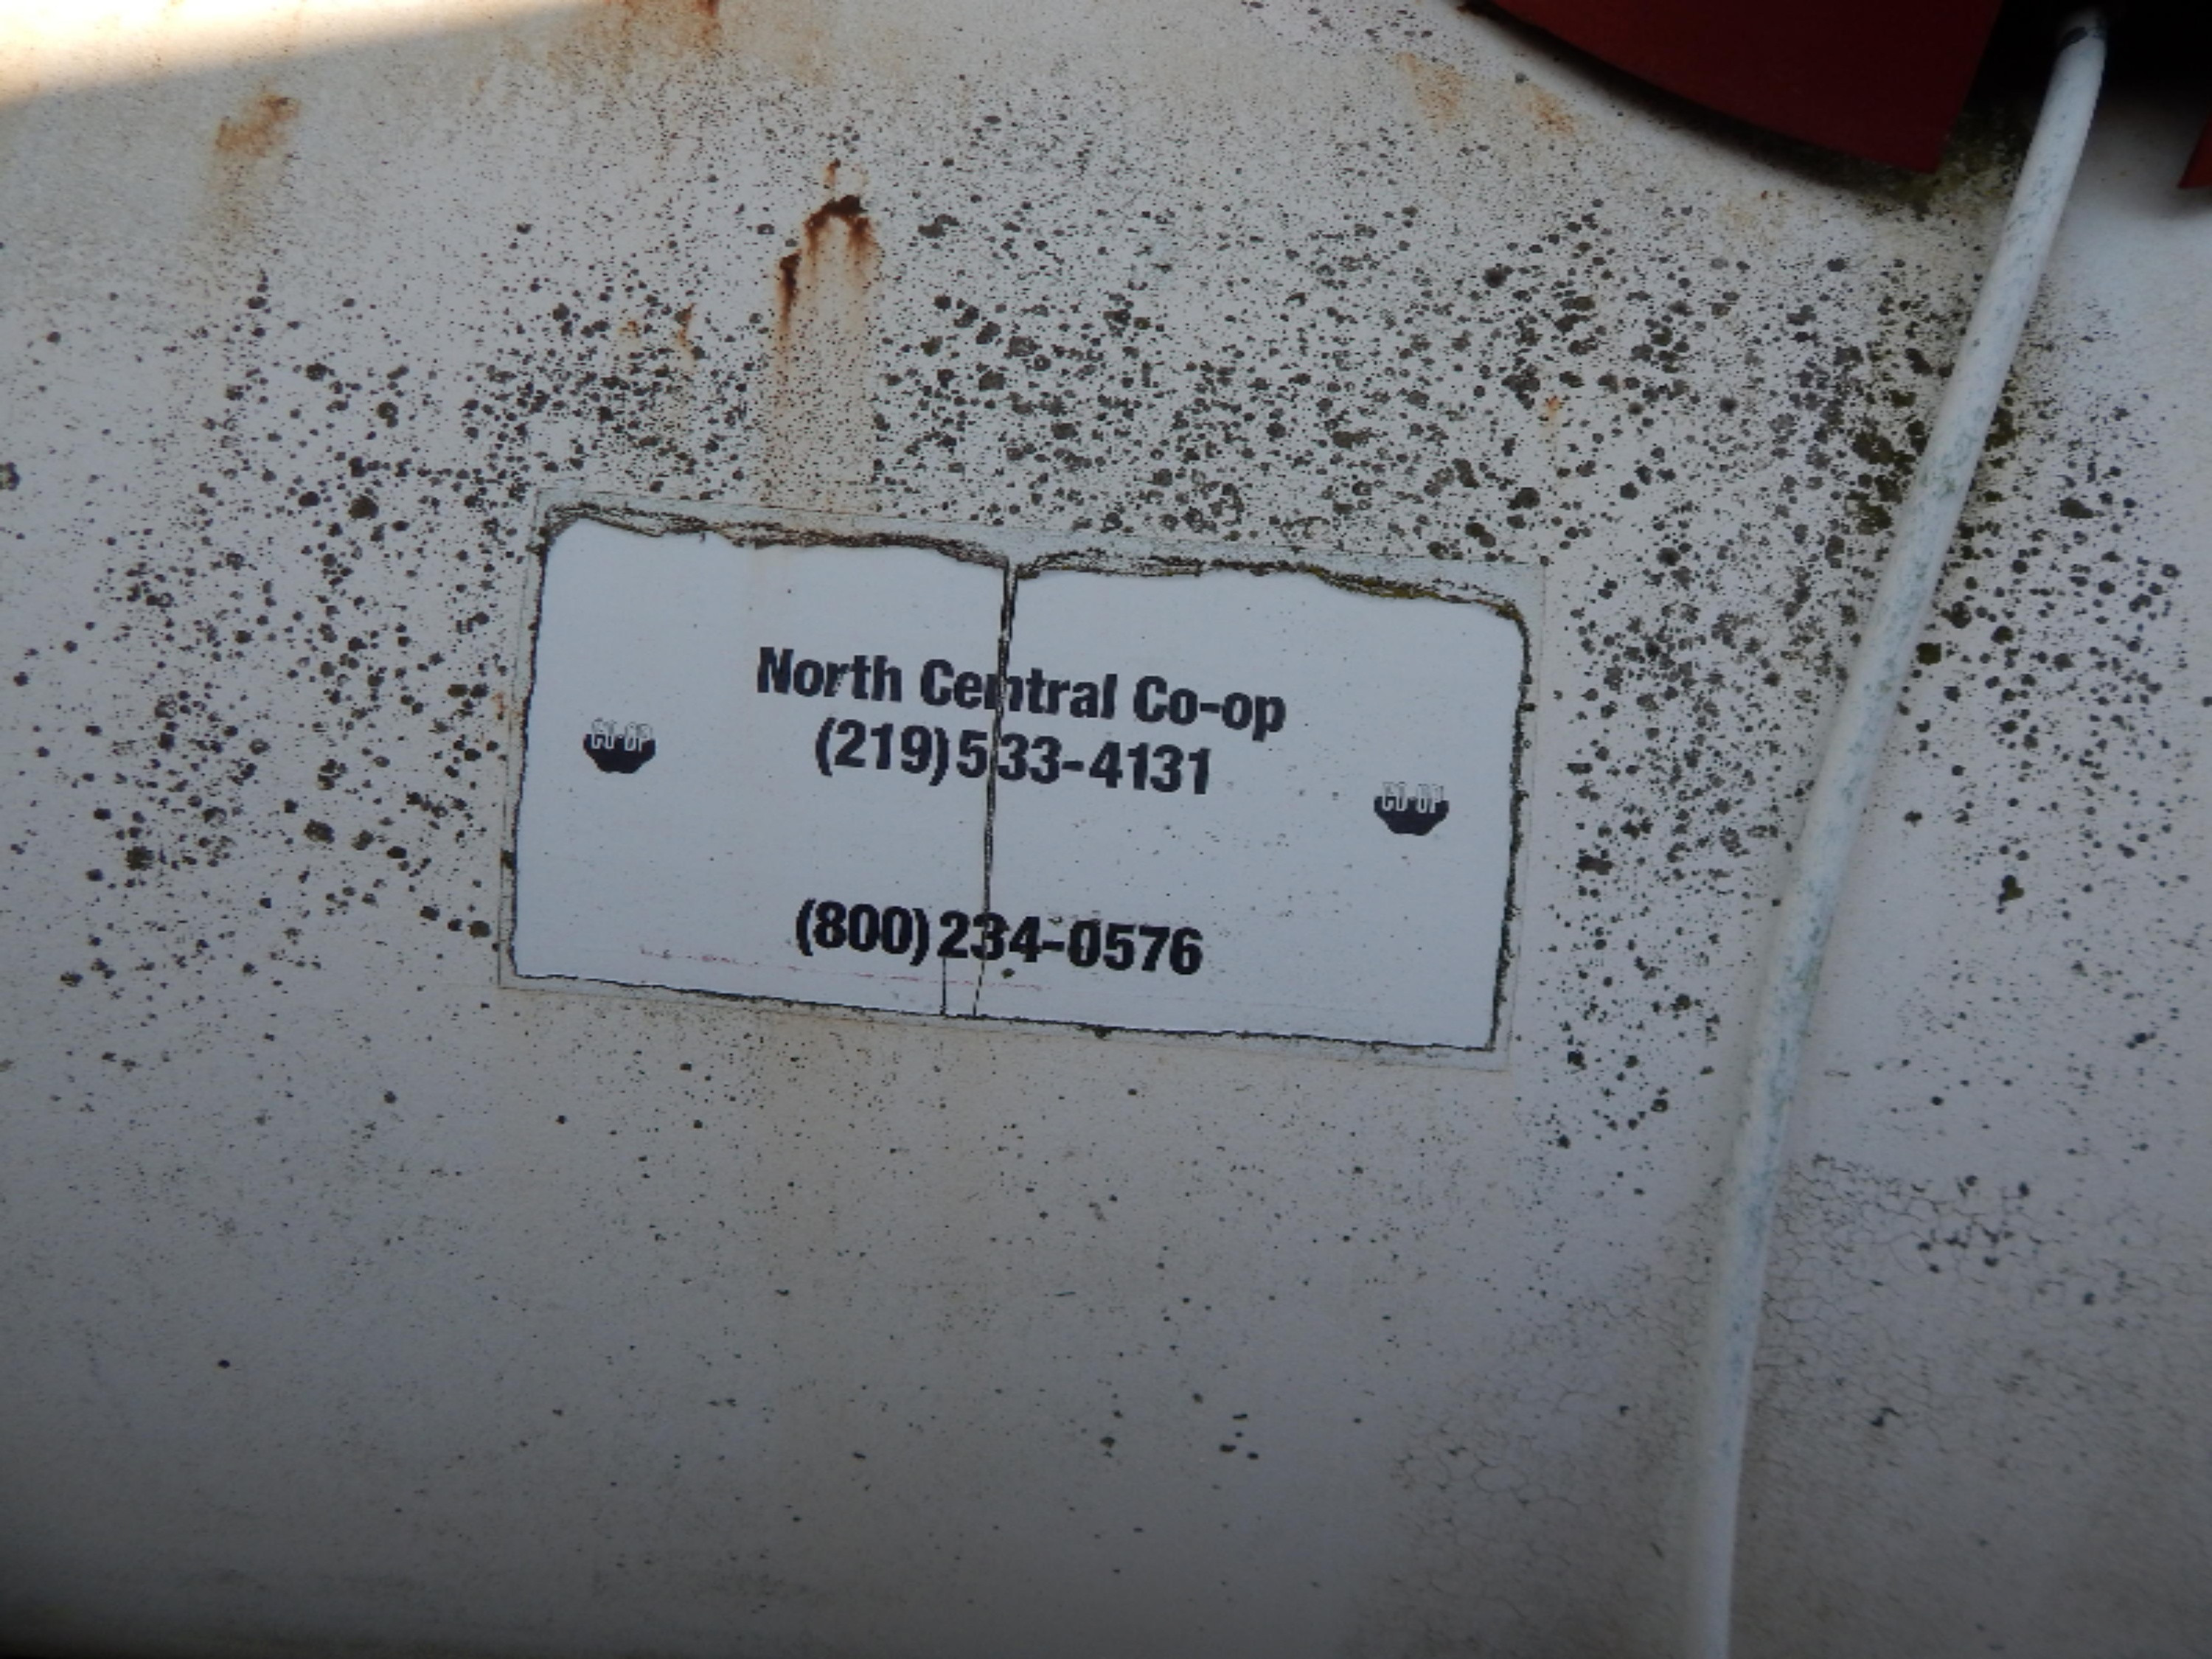 North Central Co-op
(219)533-4131
CO-OP
CO-OP
(800)234-0576